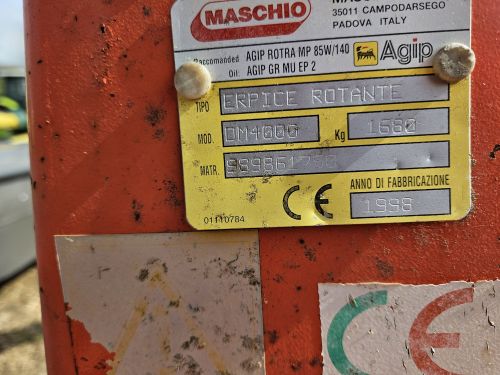 MASCHIO
35011 CAMPODARSEGO
PADOVA ITALY
Raccomanded AGIP ROTRA MP 85W/140
Oil: AGIP GR MU EP 2
Agip
TIPO ERPICE ROTANTE
MOD. DM4000 Kg 1680
MATR.
CE ANNO DI FABBRICAZIONE
1998
01110784
CE